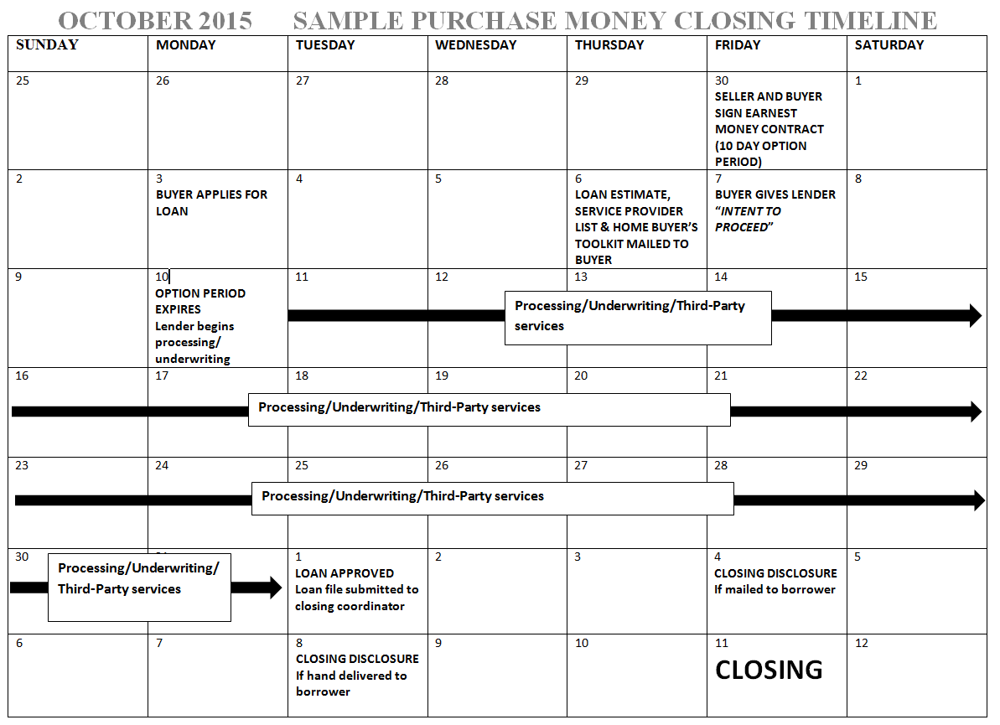 OCTOBER 2015 SAMPLE PURCHASE MONEY CLOSING TIMELINE
SUNDAY MONDAY TUESDAY WEDNESDAY THURSDAY FRIDAY SATURDAY
25 26 27 28 29 30 1
SELLER AND BUYER
SIGN EARNEST
MONEY CONTRACT
(10 DAY OPTION
PERIOD)
2 3 4 5 6 7 8
BUYER APPLIES FOR
LOAN
LOAN ESTIMATE,
SERVICE PROVIDER
LIST & HOME BUYER’S
TOOLKIT MAILED TO
BUYER
BUYER GIVES LENDER
“INTENT TO
PROCEED”
9 10 11 12 13 14 15
OPTION PERIOD
EXPIRES
Lender begins
processing/
underwriting
Processing/Underwriting/Third-Party
services
16 17 18 19 20 21 22
Processing/Underwriting/Third-Party services
23 24 25 26 27 28 29
Processing/Underwriting/Third-Party services
30 1 2 3 4 5
Processing/Underwriting/
Third-Party services
LOAN APPROVED
Loan file submitted to
closing coordinator
CLOSING DISCLOSURE
If mailed to borrower
6 7 8 9 10 11 12
CLOSING DISCLOSURE
If hand delivered to
borrower
CLOSING